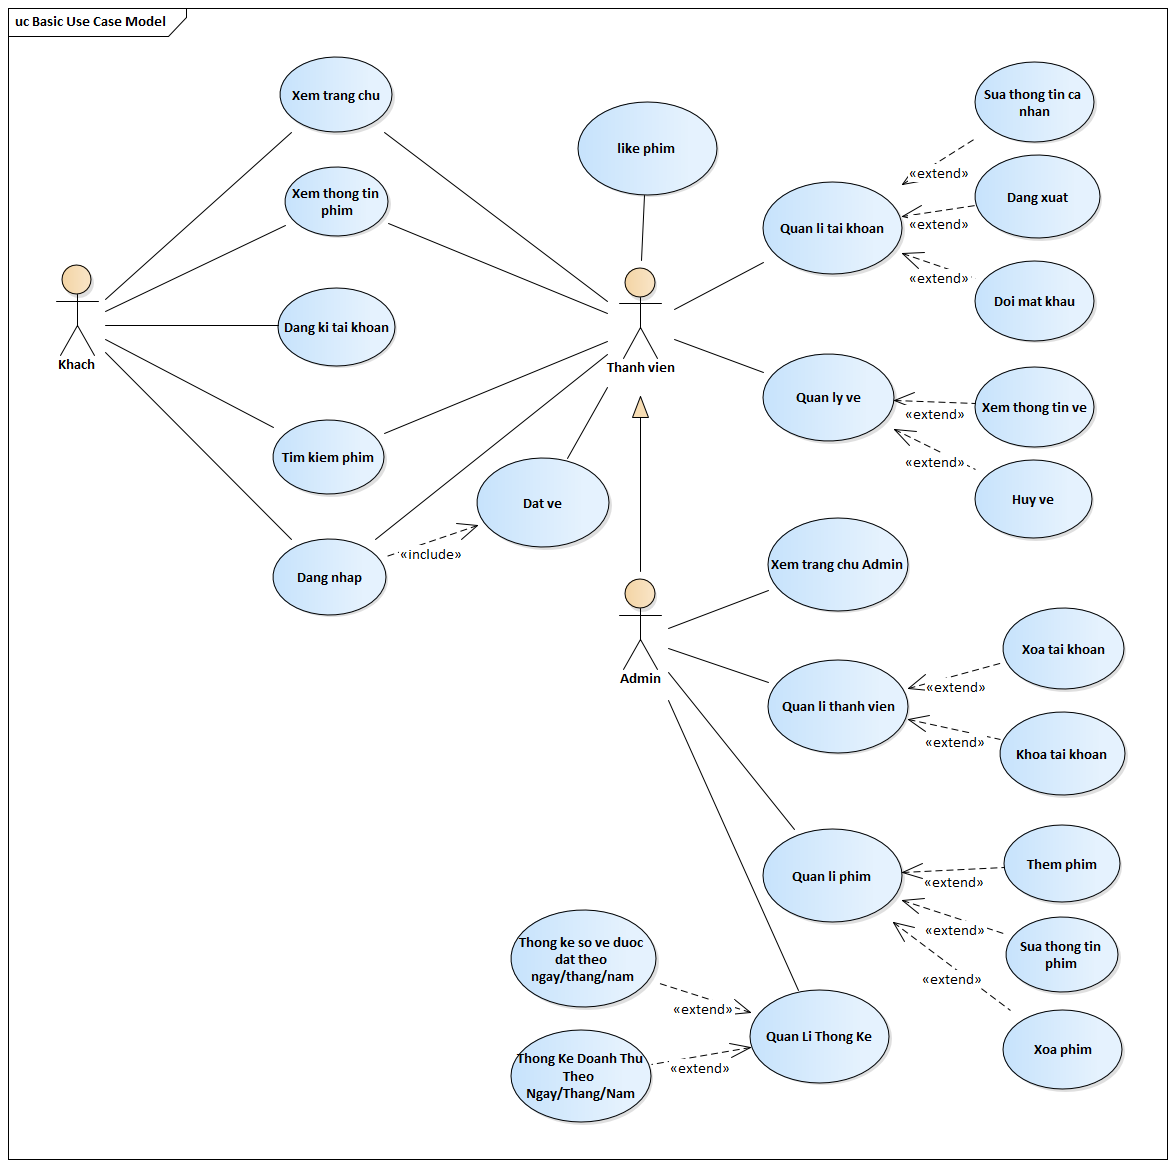 uc Basic Use Case Model
Xem trang chu
Xem thong tin
phim
Dang ki tai khoan
Tim kiem phim
Dang nhap
Khach
like phim
Thanh vien
Dat ve
«include»
Quan li tai khoan
Sua thong tin ca
nhan
«extend»
Dang xuat
«extend»
Doi mat khau
«extend»
Quan ly ve
Xem thong tin ve
«extend»
Huy ve
«extend»
Admin
Xem trang chu Admin
Quan li thanh vien
Xoa tai khoan
«extend»
Khoa tai khoan
«extend»
Quan li phim
Them phim
«extend»
Sua thong tin
phim
«extend»
Xoa phim
«extend»
Quan Li Thong Ke
Thong ke so ve duoc
dat theo
ngay/thang/nam
«extend»
Thong Ke Doanh Thu
Theo
Ngay/Thang/Nam
«extend»